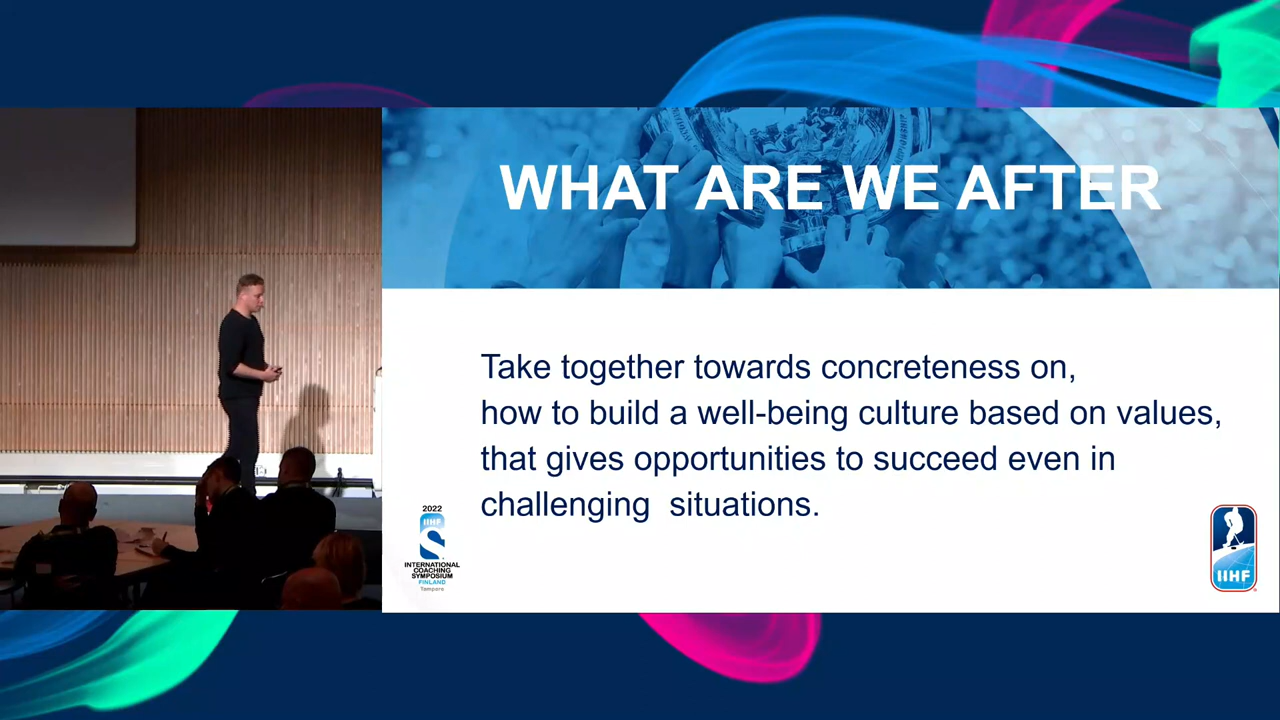 WHAT ARE WE AFTER
Take together towards concreteness on,
how to build a well-being culture based on values,
that gives opportunities to succeed even in
challenging  situations.
2022
IIHF
S
INTERNATIONAL
COACHING
SYMPOSIUM
FINLAND
Tampere
IIHF